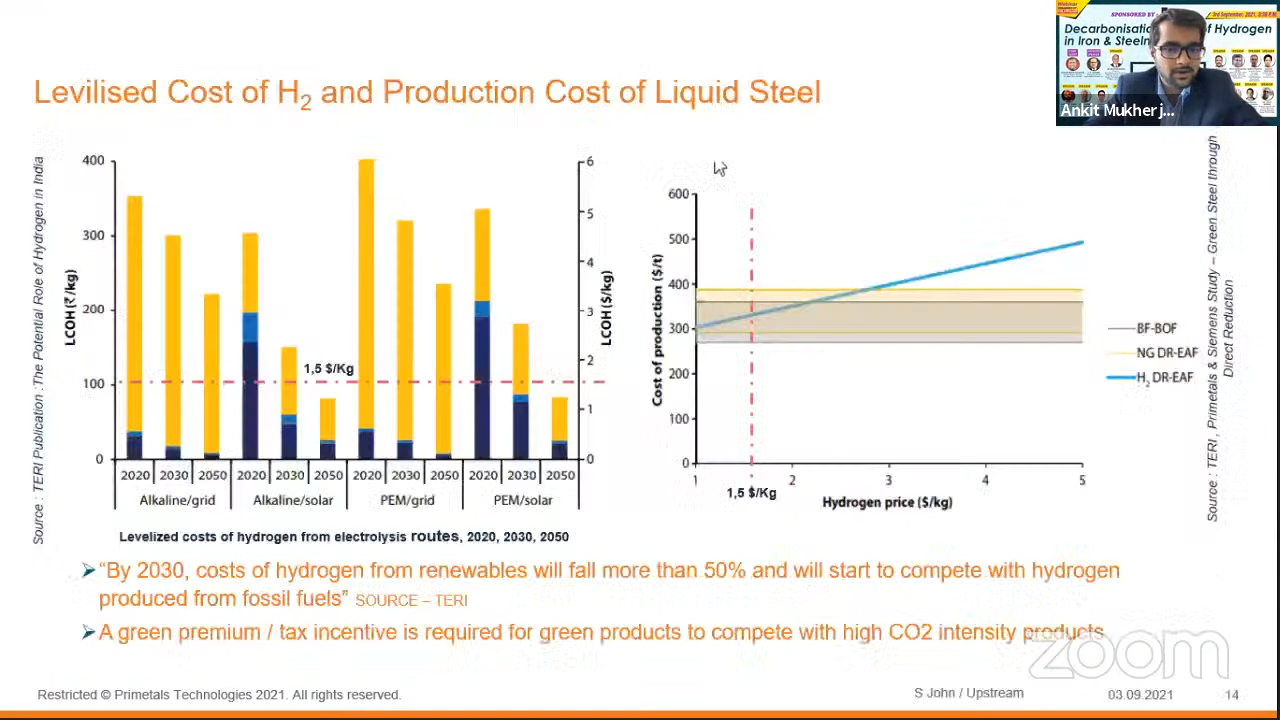 Webinar
SPONSORED BY
3rd September, 2021, 3:30 P.M.
Decarbonisati of Hydrogen
in Iron & Steelm
Ankit Mukherj...
Levilised Cost of H₂ and Production Cost of Liquid Steel
Source : TERI Publication :The Potential Role of Hydrogen in India
LCOH (₹/kg)
400
300
200
100
0
6
5
4
3
2
1
0
LCOH ($/kg)
1,5 $/Kg
2020 2030 2050 2020 2030 2050 2020 2030 2050 2020 2030 2050
Alkaline/grid Alkaline/solar PEM/grid PEM/solar
Levelized costs of hydrogen from electrolysis routes, 2020, 2030, 2050
Cost of production ($/t)
600
500
400
300
200
100
0
1 2 3 4 5
1,5 $/Kg
Hydrogen price ($/kg)
BF-BOF
NG DR-EAF
H₂ DR-EAF
Source : TERI , Primetals & Siemens Study – Green Steel through
Direct Reduction
➤“By 2030, costs of hydrogen from renewables will fall more than 50% and will start to compete with hydrogen
produced from fossil fuels” SOURCE – TERI
➤A green premium / tax incentive is required for green products to compete with high CO2 intensity products
zoom
Restricted © Primetals Technologies 2021. All rights reserved.
S John / Upstream
03.09.2021
14